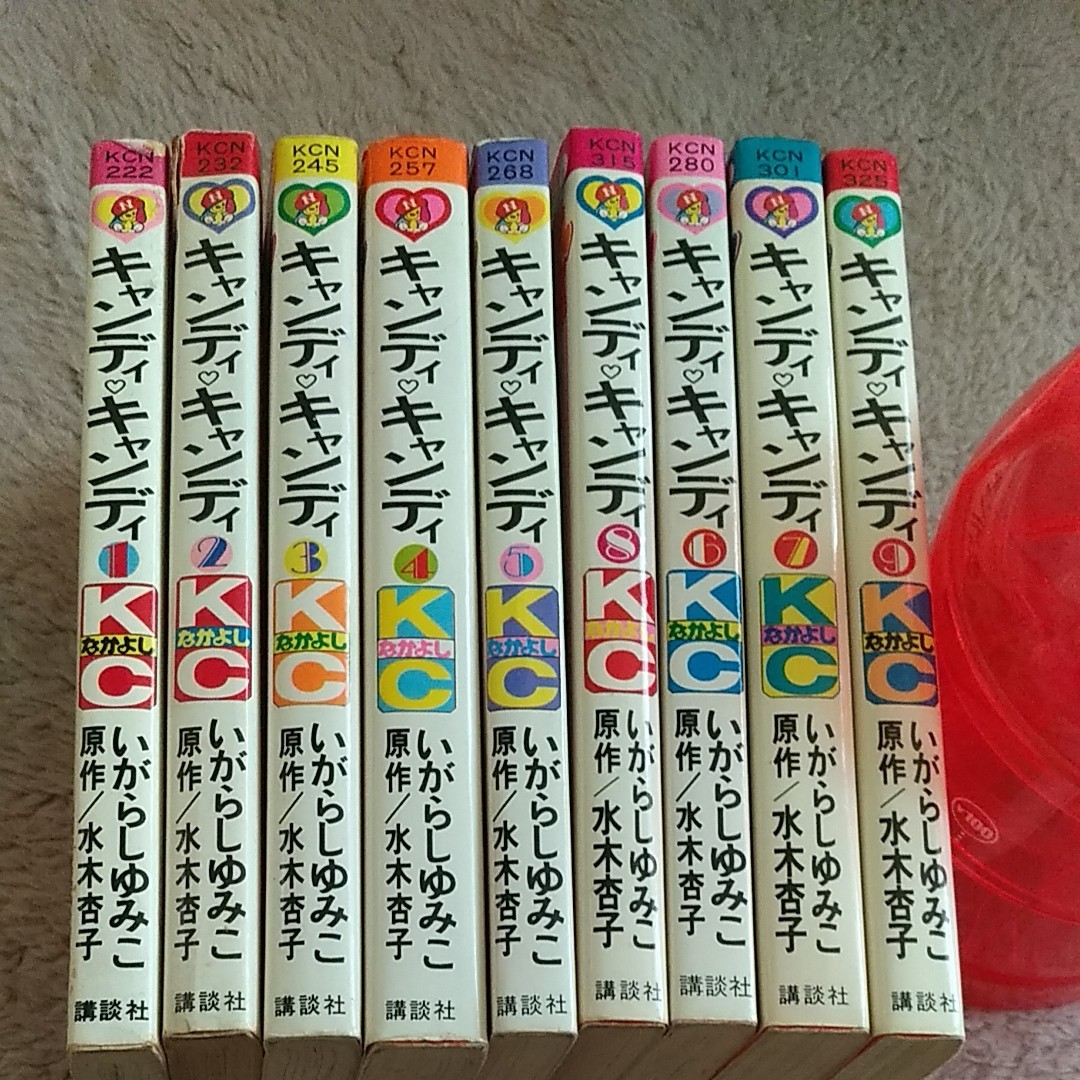 KCN
222
キャンディ♡キャンディ
1
KC
なかよし
いがらしゆみこ
原作/水木杏子
講談社
KCN
232
キャンディ♡キャンディ
2
KC
なかよし
いがらしゆみこ
原作/水木杏子
講談社
KCN
245
キャンディ♡キャンディ
3
KC
なかよし
いがらしゆみこ
原作/水木杏子
講談社
KCN
257
キャンディ♡キャンディ
4
KC
なかよし
いがらしゆみこ
原作/水木杏子
講談社
KCN
268
キャンディ♡キャンディ
5
KC
なかよし
いがらしゆみこ
原作/水木杏子
講談社
KCN
315
キャンディ♡キャンディ
8
KC
なかよし
いがらしゆみこ
原作/水木杏子
講談社
KCN
280
キャンディ♡キャンディ
6
KC
なかよし
いがらしゆみこ
原作/水木杏子
講談社
KCN
301
キャンディ♡キャンディ
7
KC
なかよし
いがらしゆみこ
原作/水木杏子
講談社
KCN
325
キャンディ♡キャンディ
9
KC
なかよし
いがらしゆみこ
原作/水木杏子
講談社